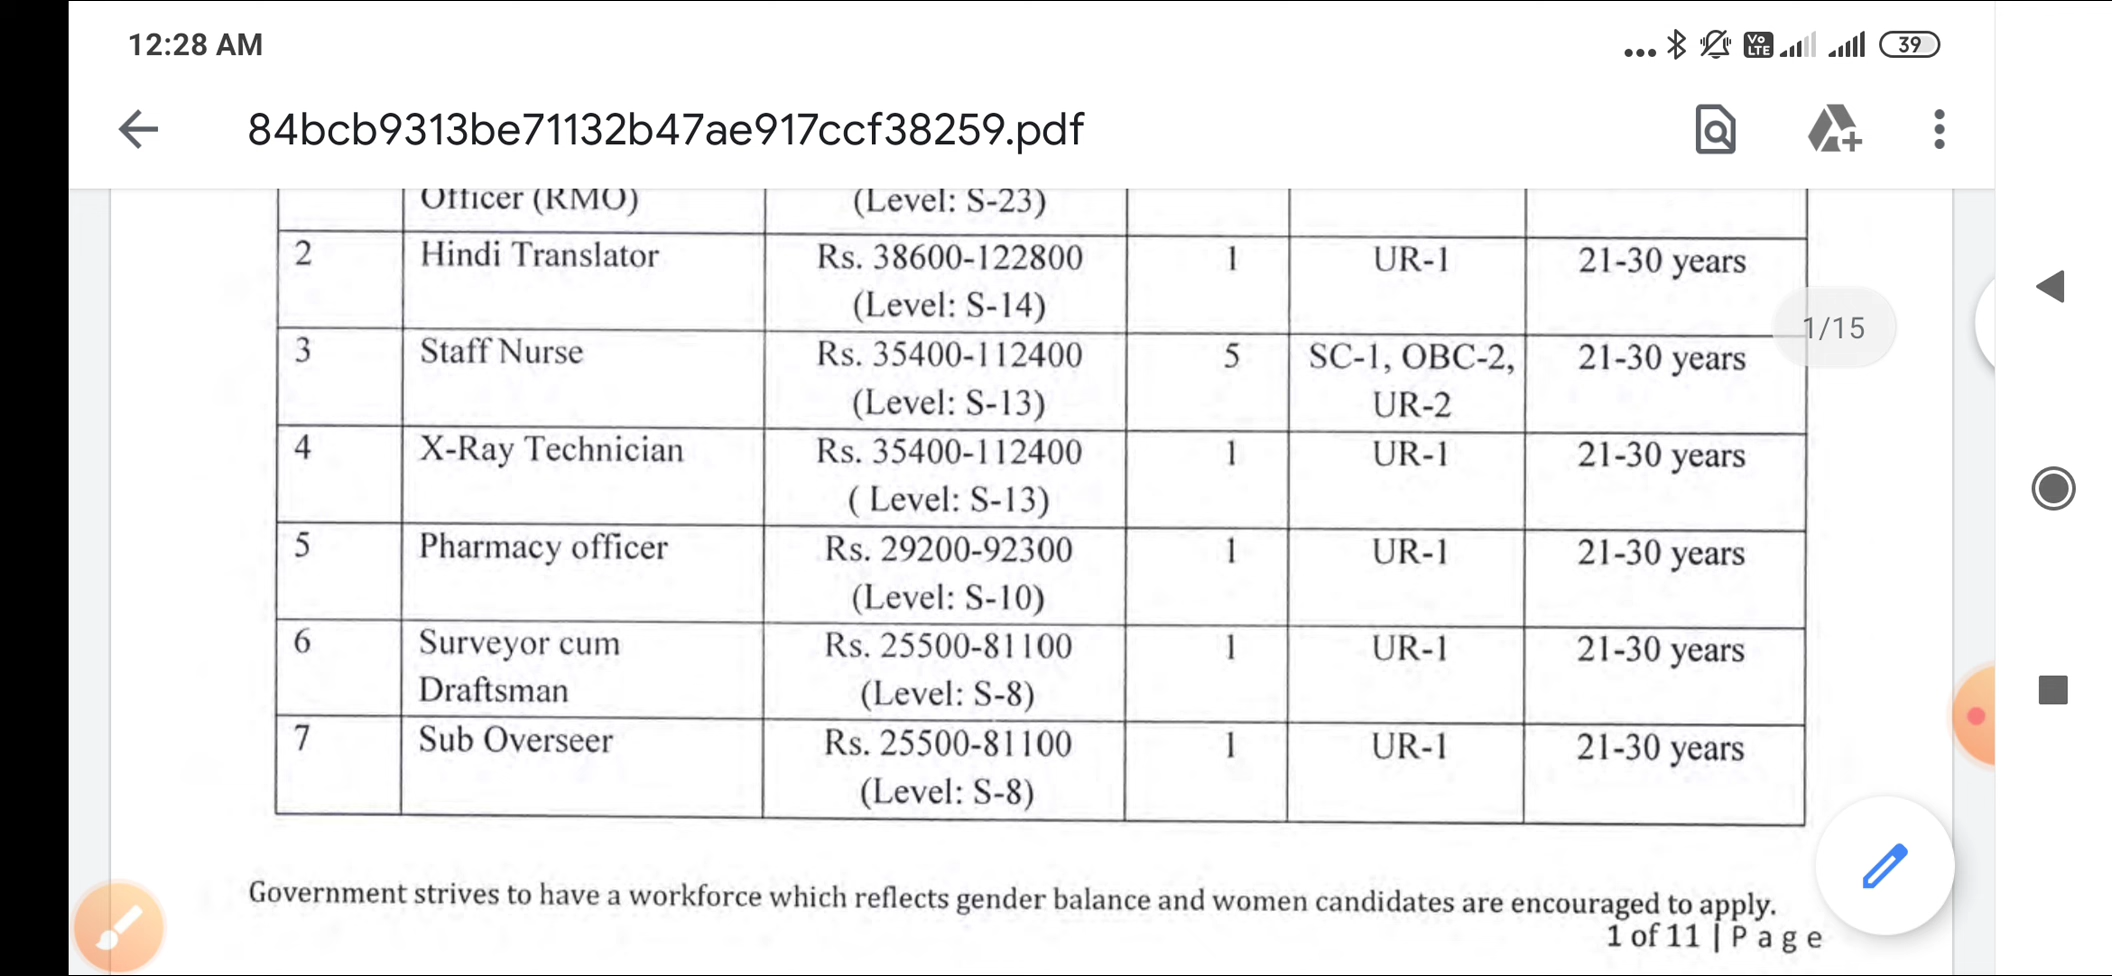 12:28 AM
... Vo LTE 39
84bcb9313be71132b47ae917ccf38259.pdf
Officer (RMO) (Level: S-23)
2 Hindi Translator Rs. 38600-122800 1 UR-1 21-30 years
(Level: S-14)
1/15
3 Staff Nurse Rs. 35400-112400 5 SC-1, OBC-2, 21-30 years
(Level: S-13) UR-2
4 X-Ray Technician Rs. 35400-112400 1 UR-1 21-30 years
( Level: S-13)
5 Pharmacy officer Rs. 29200-92300 1 UR-1 21-30 years
(Level: S-10)
6 Surveyor cum Rs. 25500-81100 1 UR-1 21-30 years
Draftsman (Level: S-8)
7 Sub Overseer Rs. 25500-81100 1 UR-1 21-30 years
(Level: S-8)
Government strives to have a workforce which reflects gender balance and women candidates are encouraged to apply.
1 of 11 | P a g e